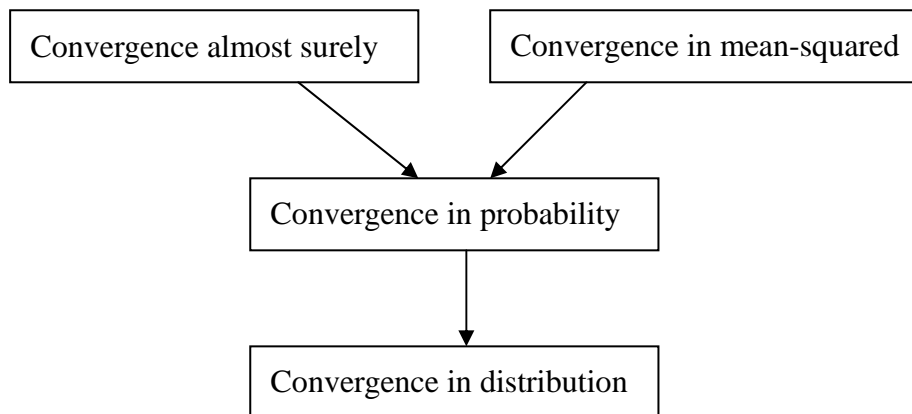 Convergence almost surely
Convergence in mean-squared
Convergence in probability
Convergence in distribution